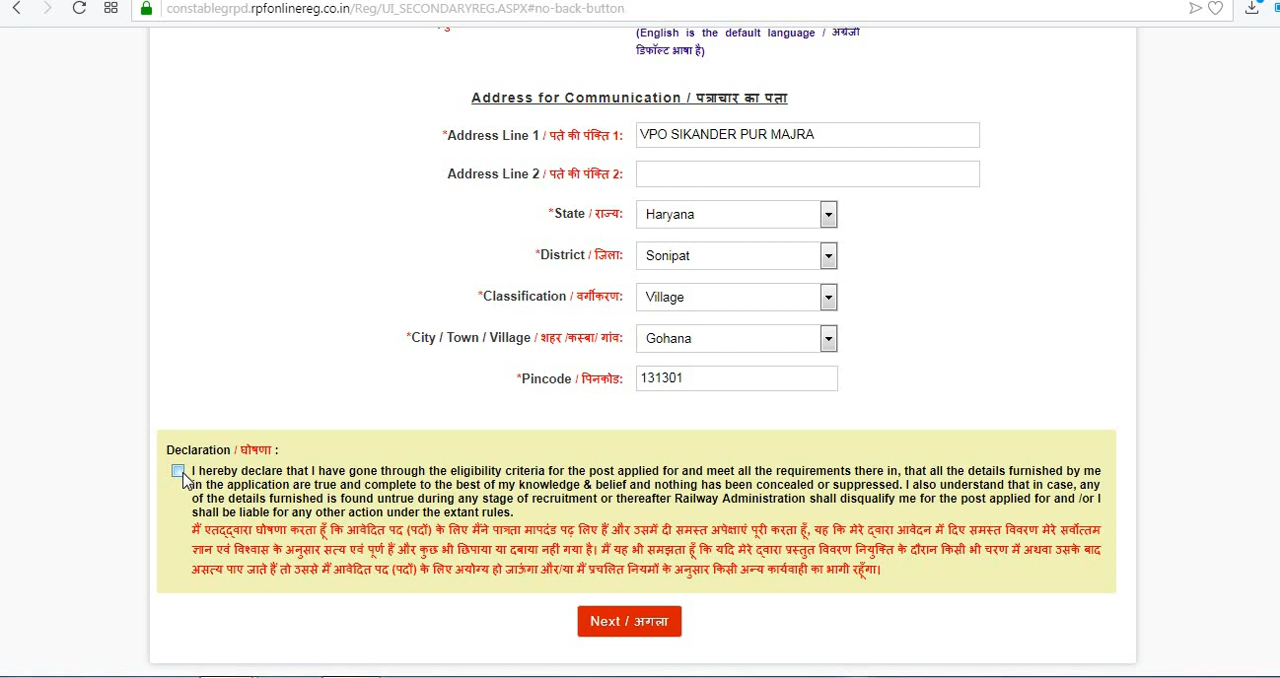 constablegrpd.rpfonlinereg.co.in/Reg/UI_SECONDARYREG.ASPX#no-back-button
(English is the default language / अंग्रेजी
डिफॉल्ट भाषा है)
Address for Communication / पत्राचार का पता
*Address Line 1 / पते की पंक्ति 1: VPO SIKANDER PUR MAJRA
Address Line 2 / पते की पंक्ति 2:
*State / राज्य: Haryana
*District / जिला: Sonipat
*Classification / वर्गीकरण: Village
*City / Town / Village / शहर /कस्बा/ गांव: Gohana
*Pincode / पिनकोड: 131301
Declaration / घोषणा :
I hereby declare that I have gone through the eligibility criteria for the post applied for and meet all the requirements there in, that all the details furnished by me
in the application are true and complete to the best of my knowledge & belief and nothing has been concealed or suppressed. I also understand that in case, any
of the details furnished is found untrue during any stage of recruitment or thereafter Railway Administration shall disqualify me for the post applied for and /or I
shall be liable for any other action under the extant rules.
मैं एतद्द्वारा घोषणा करता हूँ कि आवेदित पद (पदों) के लिए मैंने पात्रता मापदंड पढ़ लिए हैं और उसमें दी समस्त अपेक्षाएं पूरी करता हूँ, यह कि मेरे द्वारा आवेदन में दिए समस्त विवरण मेरे सर्वोत्तम
ज्ञान एवं विश्वास के अनुसार सत्य एवं पूर्ण हैं और कुछ भी छिपाया या दबाया नहीं गया है। मैं यह भी समझता हूँ कि यदि मेरे द्वारा प्रस्तुत विवरण नियुक्ति के दौरान किसी भी चरण में अथवा उसके बाद
असत्य पाए जाते हैं तो उससे मैं आवेदित पद (पदों) के लिए अयोग्य हो जाऊंगा और/या मैं प्रचलित नियमों के अनुसार किसी अन्य कार्यवाही का भागी रहूँगा।
Next / अगला